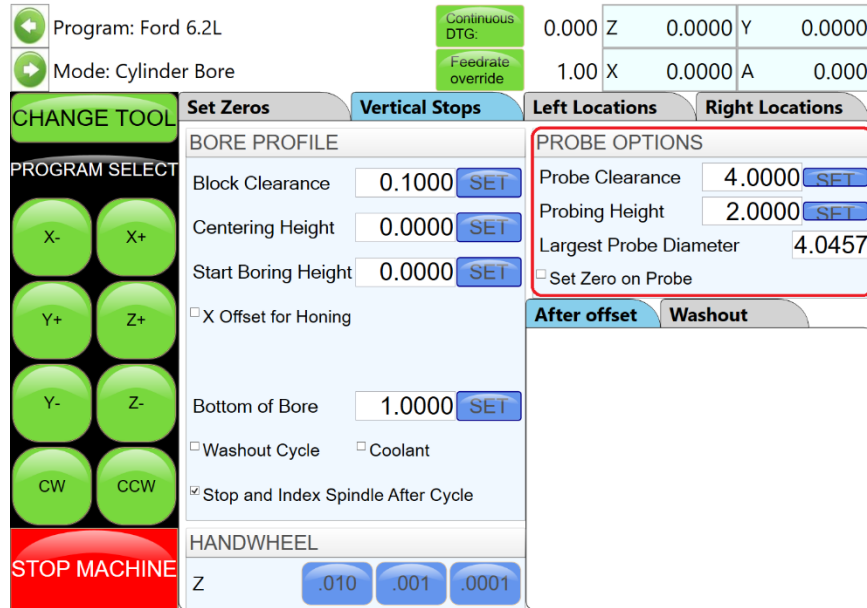 Program: Ford 6.2L
Continuous DTG:
0.000 Z 0.0000 Y 0.0000
Mode: Cylinder Bore
Feedrate override
1.00 X 0.0000 A 0.000
CHANGE TOOL
Set Zeros
Vertical Stops
Left Locations
Right Locations
PROGRAM SELECT
X-
X+
Y+
Z+
Y-
Z-
CW
CCW
STOP MACHINE
BORE PROFILE
Block Clearance 0.1000 SET
Centering Height 0.0000 SET
Start Boring Height 0.0000 SET
X Offset for Honing
Bottom of Bore 1.0000 SET
Washout Cycle Coolant
Stop and Index Spindle After Cycle
HANDWHEEL
Z .010 .001 .0001
PROBE OPTIONS
Probe Clearance 4.0000 SET
Probing Height 2.0000 SET
Largest Probe Diameter 4.0457
Set Zero on Probe
After offset
Washout